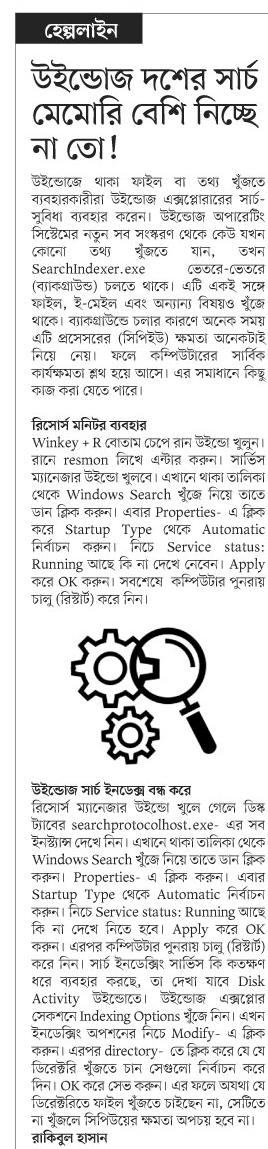 হেল্পলাইন
উইন্ডোজ দশের সার্চ
মেমোরি বেশি নিচ্ছে
না তো!
উইন্ডোজে থাকা ফাইল বা তথ্য খুঁজতে
ব্যবহারকারীরা উইন্ডোজ এক্সপ্লোরারের সার্চ-
সুবিধা ব্যবহার করেন। উইন্ডোজ অপারেটিং
সিস্টেমের নতুন সব সংস্করণ থেকে কেউ যখন
কোনো তথ্য খুঁজতে যান, তখন
SearchIndexer.exe ভেতরে-ভেতরে
(ব্যাকগ্রাউন্ড) চলতে থাকে। এটি একই সঙ্গে
ফাইল, ই-মেইল এবং অন্যান্য বিষয়ও খুঁজে
থাকে। ব্যাকগ্রাউন্ডে চলার কারণে অনেক সময়
এটি প্রসেসরের (সিপিইউ) ক্ষমতা অনেকটাই
নিয়ে নেয়। ফলে কম্পিউটারের সার্বিক
কার্যক্ষমতা শ্লথ হয়ে আসে। এর সমাধানে কিছু
কাজ করা যেতে পারে।
রিসোর্স মনিটর ব্যবহার
Winkey + R বোতাম চেপে রান উইন্ডো খুলুন।
রানে resmon লিখে এন্টার করুন। সার্ভিস
ম্যানেজার উইন্ডো খুলবে। এখানে থাকা তালিকা
থেকে Windows Search খুঁজে নিয়ে তাতে
ডান ক্লিক করুন। এবার Properties- এ ক্লিক
করে Startup Type থেকে Automatic
নির্বাচন করুন। নিচে Service status:
Running আছে কি না দেখে নেবেন। Apply
করে OK করুন। সবশেষে কম্পিউটার পুনরায়
চালু (রিস্টার্ট) করে নিন।
উইন্ডোজ সার্চ ইনডেক্স বন্ধ করে
রিসোর্স ম্যানেজার উইন্ডো খুলে গেলে ডিস্ক
ট্যাবের searchprotocolhost.exe- এর সব
ইনস্ট্যান্স দেখে নিন। এখানে থাকা তালিকা থেকে
Windows Search খুঁজে নিয়ে তাতে ডান ক্লিক
করুন। Properties- এ ক্লিক করুন। এবার
Startup Type থেকে Automatic নির্বাচন
করুন। নিচে Service status: Running আছে
কি না দেখে নিতে হবে। Apply করে OK
করুন। এরপর কম্পিউটার পুনরায় চালু (রিস্টার্ট)
করে নিন। সার্চ ইনডেক্সিং সার্ভিস কি কতক্ষণ
ধরে ব্যবহার করছে, তা দেখা যাবে Disk
Activity উইন্ডোতে। উইন্ডোজ এক্সপ্লোর
সেকশনে Indexing Options খুঁজে নিন। এখন
ইনডেক্সিং অপশনের নিচে Modify- এ ক্লিক
করুন। এরপর directory- তে ক্লিক করে যে যে
ডিরেক্টরি খুঁজতে চান সেগুলো নির্বাচন করে
দিন। OK করে সেভ করুন। এর ফলে অযথা যে
ডিরেক্টরিতে ফাইল খুঁজতে চাইছেন না, সেটিতে
না খুঁজলে সিপিউয়ের ক্ষমতা অপচয় হবে না।
রাকিবুল হাসান